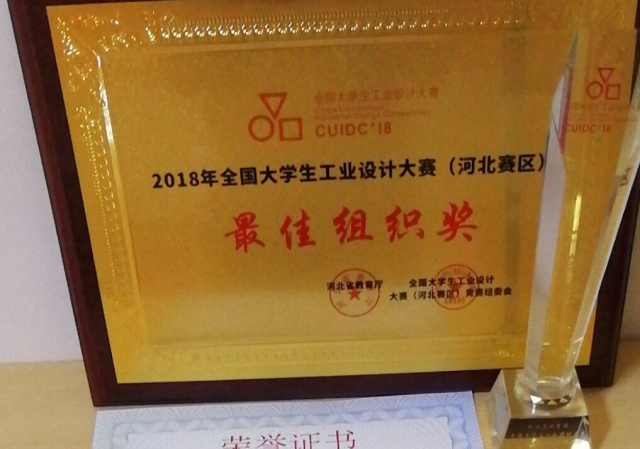 全国大学生工业设计大赛
CUIDC'18
2018年全国大学生工业设计大赛（河北赛区）
最佳组织奖
河北省教育厅
全国大学生工业设计
大赛（河北赛区）竞赛组委会
荣誉证书